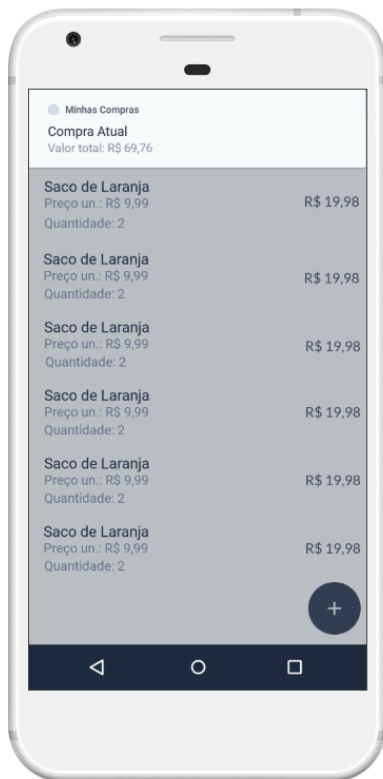 Minhas Compras
Compra Atual
Valor total: R$ 69,76
Saco de Laranja
Preço un.: R$ 9,99
R$ 19,98
Quantidade: 2
Saco de Laranja
Preço un.: R$ 9,99
R$ 19,98
Quantidade: 2
Saco de Laranja
Preço un.: R$ 9,99
R$ 19,98
Quantidade: 2
Saco de Laranja
Preço un.: R$ 9,99
R$ 19,98
Quantidade: 2
Saco de Laranja
Preço un.: R$ 9,99
R$ 19,98
Quantidade: 2
Saco de Laranja
Preço un.: R$ 9,99
R$ 19,98
Quantidade: 2
+